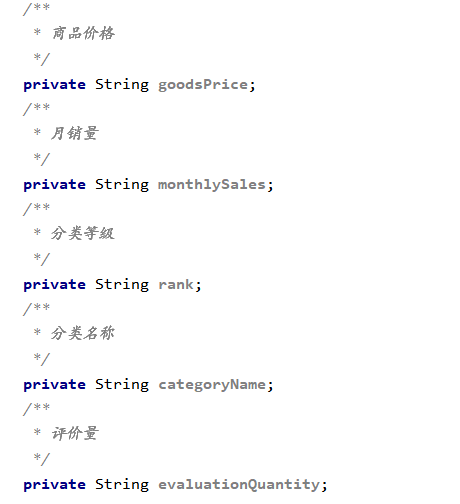 /**
 * 商品价格
 */
private String goodsPrice;
/**
 * 月销量
 */
private String monthlySales;
/**
 * 分类等级
 */
private String rank;
/**
 * 分类名称
 */
private String categoryName;
/**
 * 评价量
 */
private String evaluationQuantity;